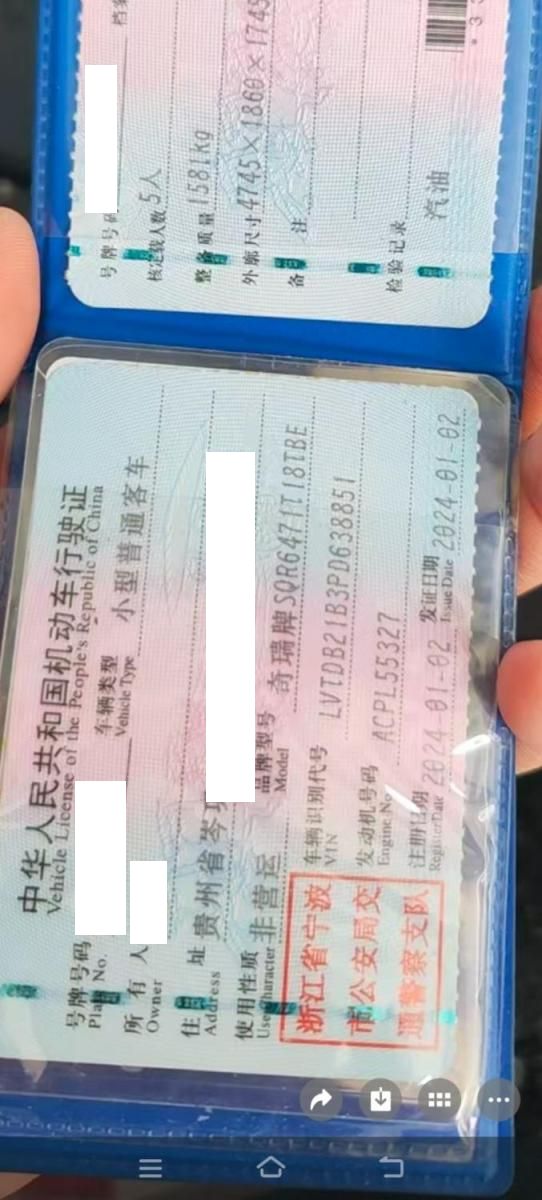 中华人民共和国机动车行驶证
Vehicle License of the People's Republic of China
号牌号码
Plate No.
车辆类型 小型普通客车
Vehicle Type
所有人
Owner
住址 贵州省岑
Address
使用性质 非营运
Use Character
品牌型号 奇瑞牌SQR6471T18TBE
Model
浙江省宁波
市公安局交
通警察支队
车辆识别代号 LVTDB21B3PD638851
VIN
发动机号码 ACPL55327
Engine No.
注册日期 2024-01-02
Register Date
发证日期 2024-01-02
Issue Date
号牌号码
档案
核定载人数 5人
整备质量 1581kg
外廓尺寸 4745×1860×1745
备注
检验记录
汽油